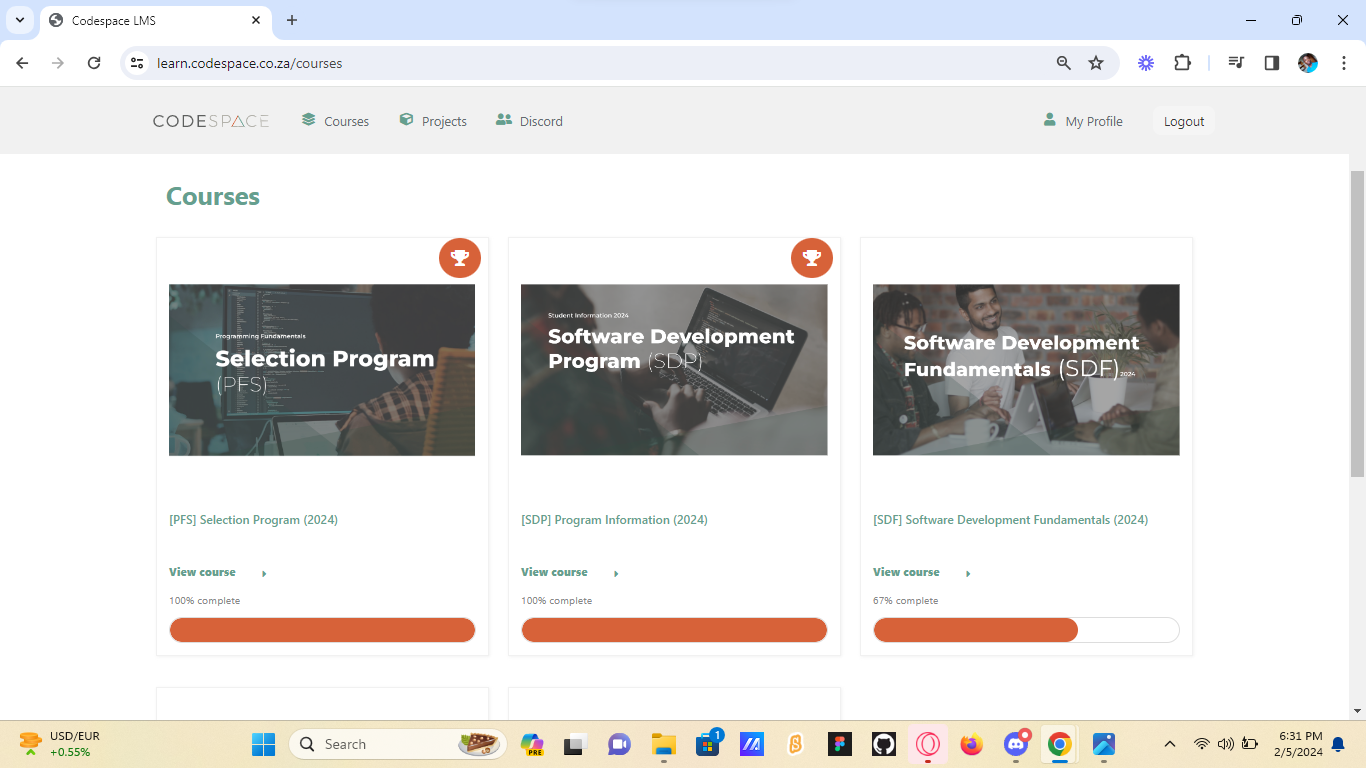 Codespace LMS
learn.codespace.co.za/courses
CODESPACE
Courses
Projects
Discord
My Profile
Logout
Courses
Programming Fundamentals
Selection Program
(PFS)
[PFS] Selection Program (2024)
View course
100% complete
Student Information 2024
Software Development
Program (SDP)
[SDP] Program Information (2024)
View course
100% complete
Software Development
Fundamentals (SDF) 2024
[SDF] Software Development Fundamentals (2024)
View course
67% complete
USD/EUR
+0.55%
Search
PRE
1
6:31 PM
2/5/2024